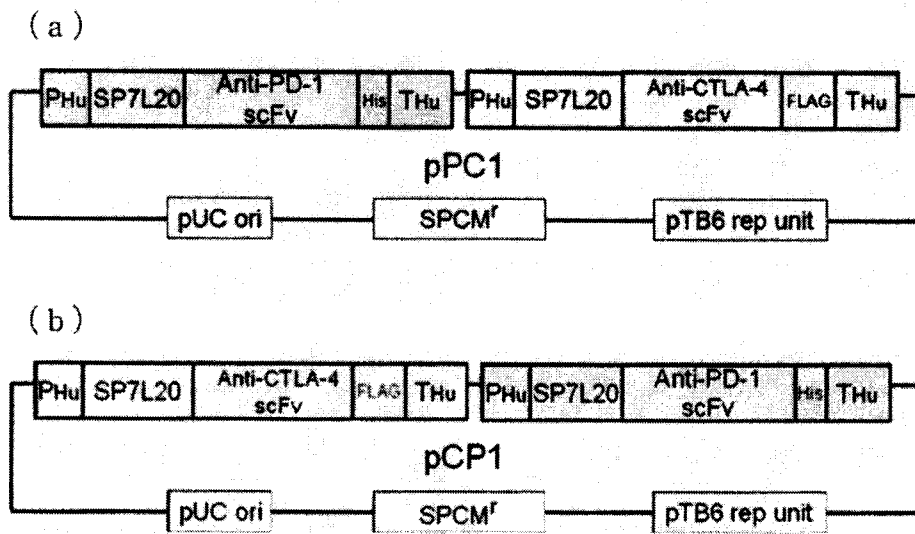 (a)
PHu SP7L20 Anti-PD-1 scFv His THu PHu SP7L20 Anti-CTLA-4 scFv FLAG THu
pPC1
pUC ori SPCMr pTB6 rep unit
(b)
PHu SP7L20 Anti-CTLA-4 scFv FLAG THu PHu SP7L20 Anti-PD-1 scFv His THu
pCP1
pUC ori SPCMr pTB6 rep unit